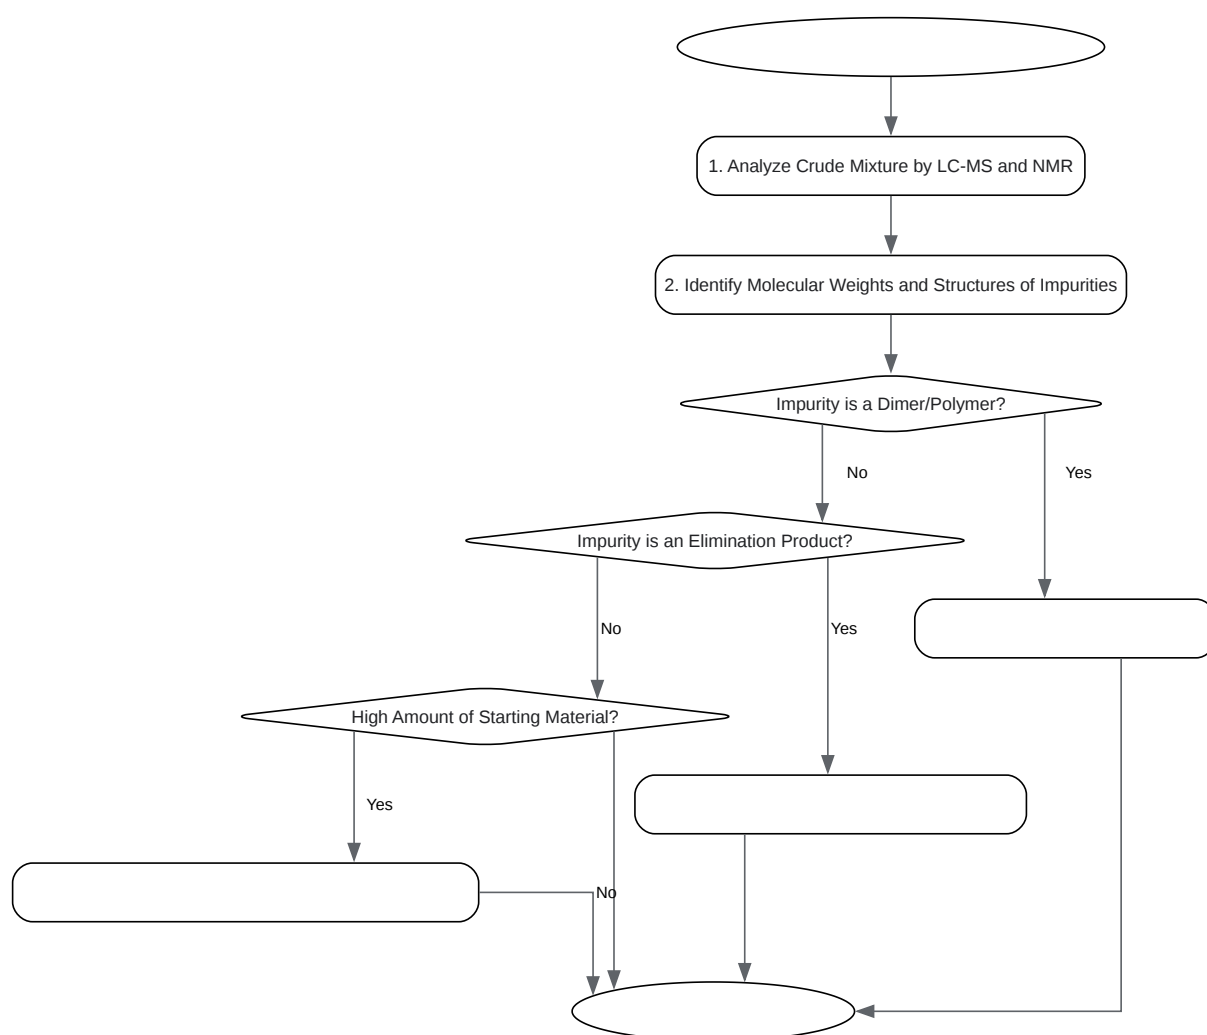 1. Analyze Crude Mixture by LC-MS and NMR
2. Identify Molecular Weights and Structures of Impurities
Impurity is a Dimer/Polymer?
No
Yes
Impurity is an Elimination Product?
No
Yes
High Amount of Starting Material?
Yes
No